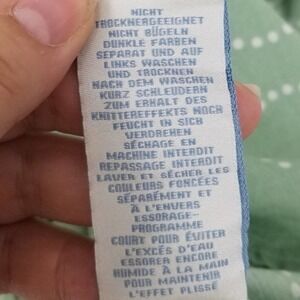 NICHT
TROCKNERGEEIGNET
NICHT BÜGELN
DUNKLE FARBEN
SEPARAT UND AUF
LINKS WASCHEN
UND TROCKNEN
NACH DEM WASCHEN
KURZ SCHLEUDERN
ZUM ERHALT DES
KNITTEREFFEKTS NOCH
FEUCHT IN SICH
VERDREHEN
SÉCHAGE EN
MACHINE INTERDIT
REPASSAGE INTERDIT
LAVER ET SÉCHER LES
COULEURS FONCÉES
SÉPARÉMENT ET
À L'ENVERS
ESSORAGE-
PROGRAMME
COURT POUR ÉVITER
L'EXCÈS D'EAU
ESSORER ENCORE
HUMIDE À LA MAIN
POUR MAINTENIR
L'EFFET PLISSÉ